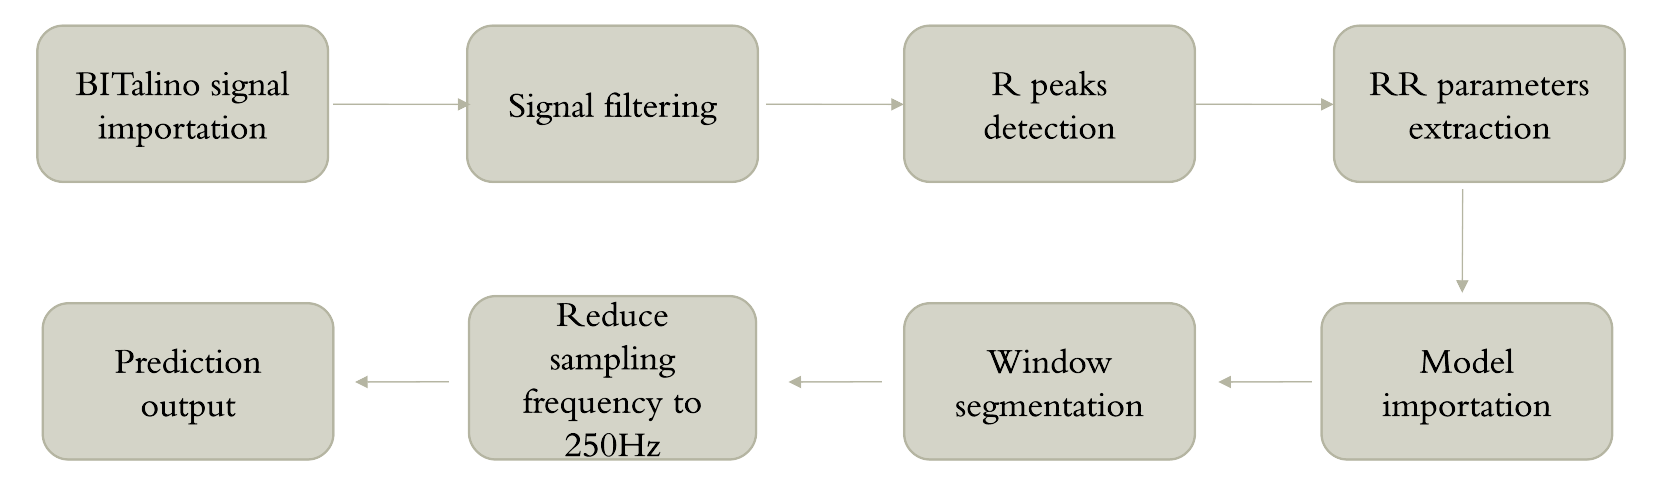 BITalino signal
importation
Signal filtering
R peaks
detection
RR parameters
extraction
Model
importation
Window
segmentation
Reduce
sampling
frequency to
250Hz
Prediction
output